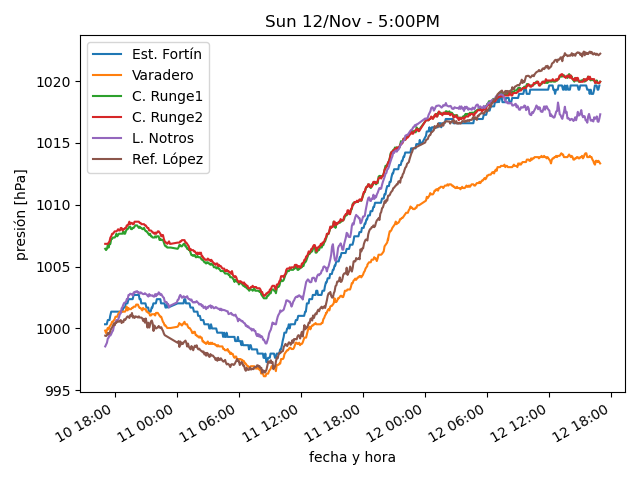 Sun 12/Nov - 5:00PM
Est. Fortín
Varadero
C. Runge1
C. Runge2
L. Notros
Ref. López
presión [hPa]
1020
1015
1010
1005
1000
995
10 18:00
11 00:00
11 06:00
11 12:00
11 18:00
12 00:00
12 06:00
12 12:00
12 18:00
fecha y hora